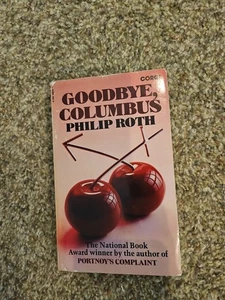 CORGI
GOODBYE,
COLUMBUS
PHILIP ROTH
The National Book
Award winner by the author of
PORTNOY'S COMPLAINT